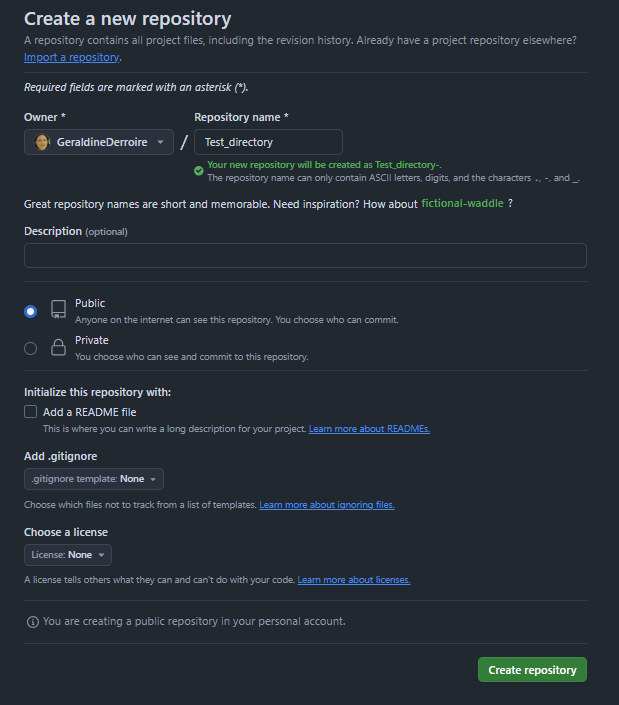 Create a new repository
A repository contains all project files, including the revision history. Already have a project repository elsewhere?
Import a repository.
Required fields are marked with an asterisk (*).
Owner * Repository name *
GeraldineDerroire / Test_directory
Your new repository will be created as Test_directory-.
The repository name can only contain ASCII letters, digits, and the characters ., -, and _.
Great repository names are short and memorable. Need inspiration? How about fictional-waddle ?
Description (optional)
Public
Anyone on the internet can see this repository. You choose who can commit.
Private
You choose who can see and commit to this repository.
Initialize this repository with:
Add a README file
This is where you can write a long description for your project. Learn more about READMEs.
Add .gitignore
.gitignore template: None
Choose which files not to track from a list of templates. Learn more about ignoring files.
Choose a license
License: None
A license tells others what they can and can't do with your code. Learn more about licenses.
You are creating a public repository in your personal account.
Create repository